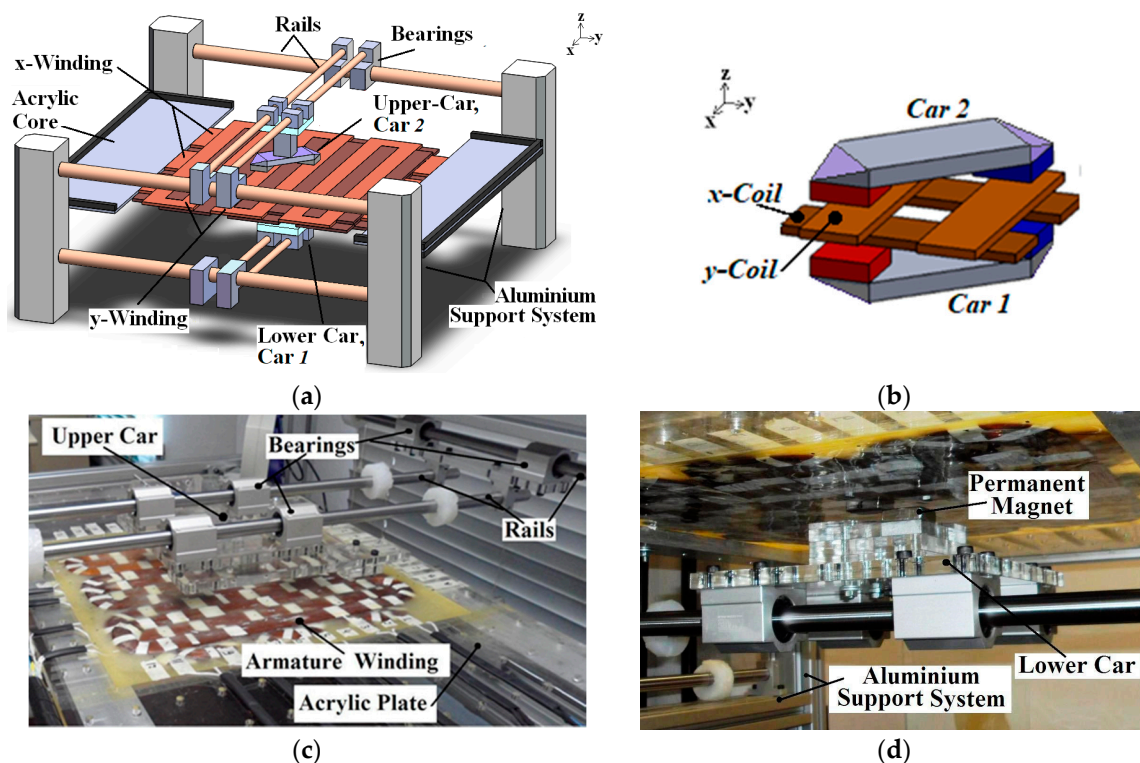 Rails
Bearings
z
y
x
x-Winding
Acrylic
Core
Upper-Car,
Car 2
y-Winding
Lower Car,
Car 1
Aluminium
Support System
(a)
z
y
x
Car 2
x-Coil
y-Coil
Car 1
(b)
Upper Car
Bearings
Rails
Armature Winding
Acrylic Plate
(c)
Permanent
Magnet
Lower Car
Aluminium
Support System
(d)